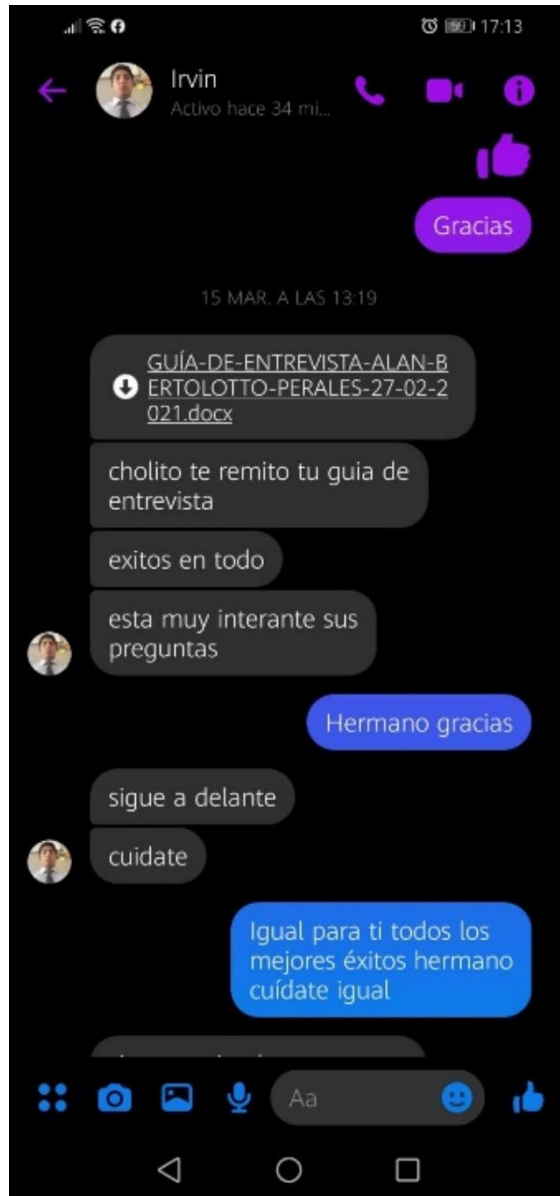 17:13
Irvin
Activo hace 34 mi...
Gracias
15 MAR. A LAS 13:19
GUÍA-DE-ENTREVISTA-ALAN-B
ERTOLOTTO-PERALES-27-02-2
021.docx
cholito te remito tu guia de
entrevista
exitos en todo
esta muy interante sus
preguntas
Hermano gracias
sigue a delante
cuidate
Igual para ti todos los
mejores éxitos hermano
cuídate igual
Aa